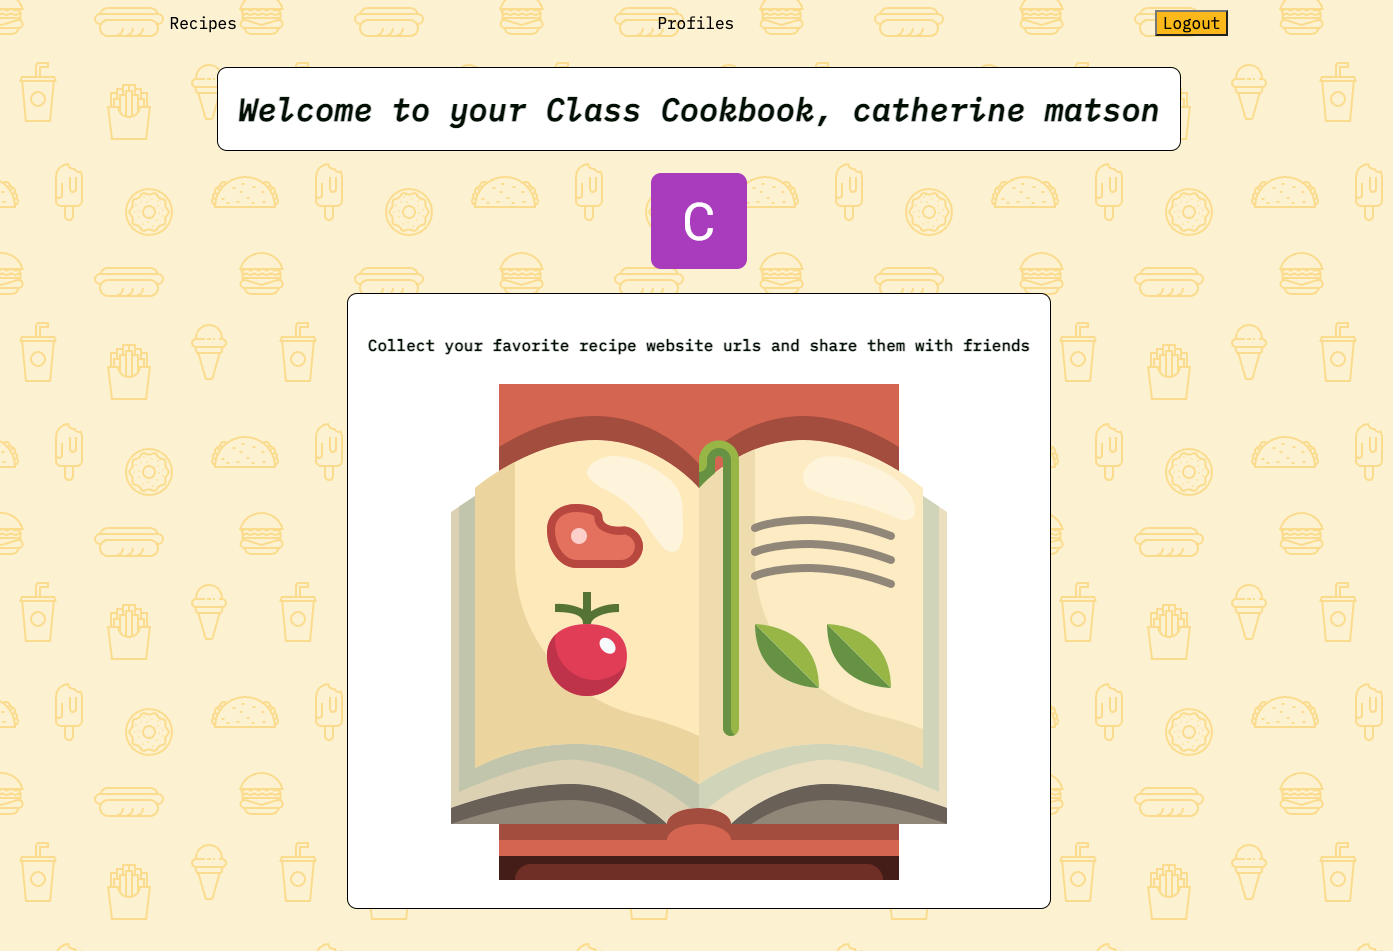 Recipes
Profiles
Logout
Welcome to your Class Cookbook, catherine matson
C
Collect your favorite recipe website urls and share them with friends